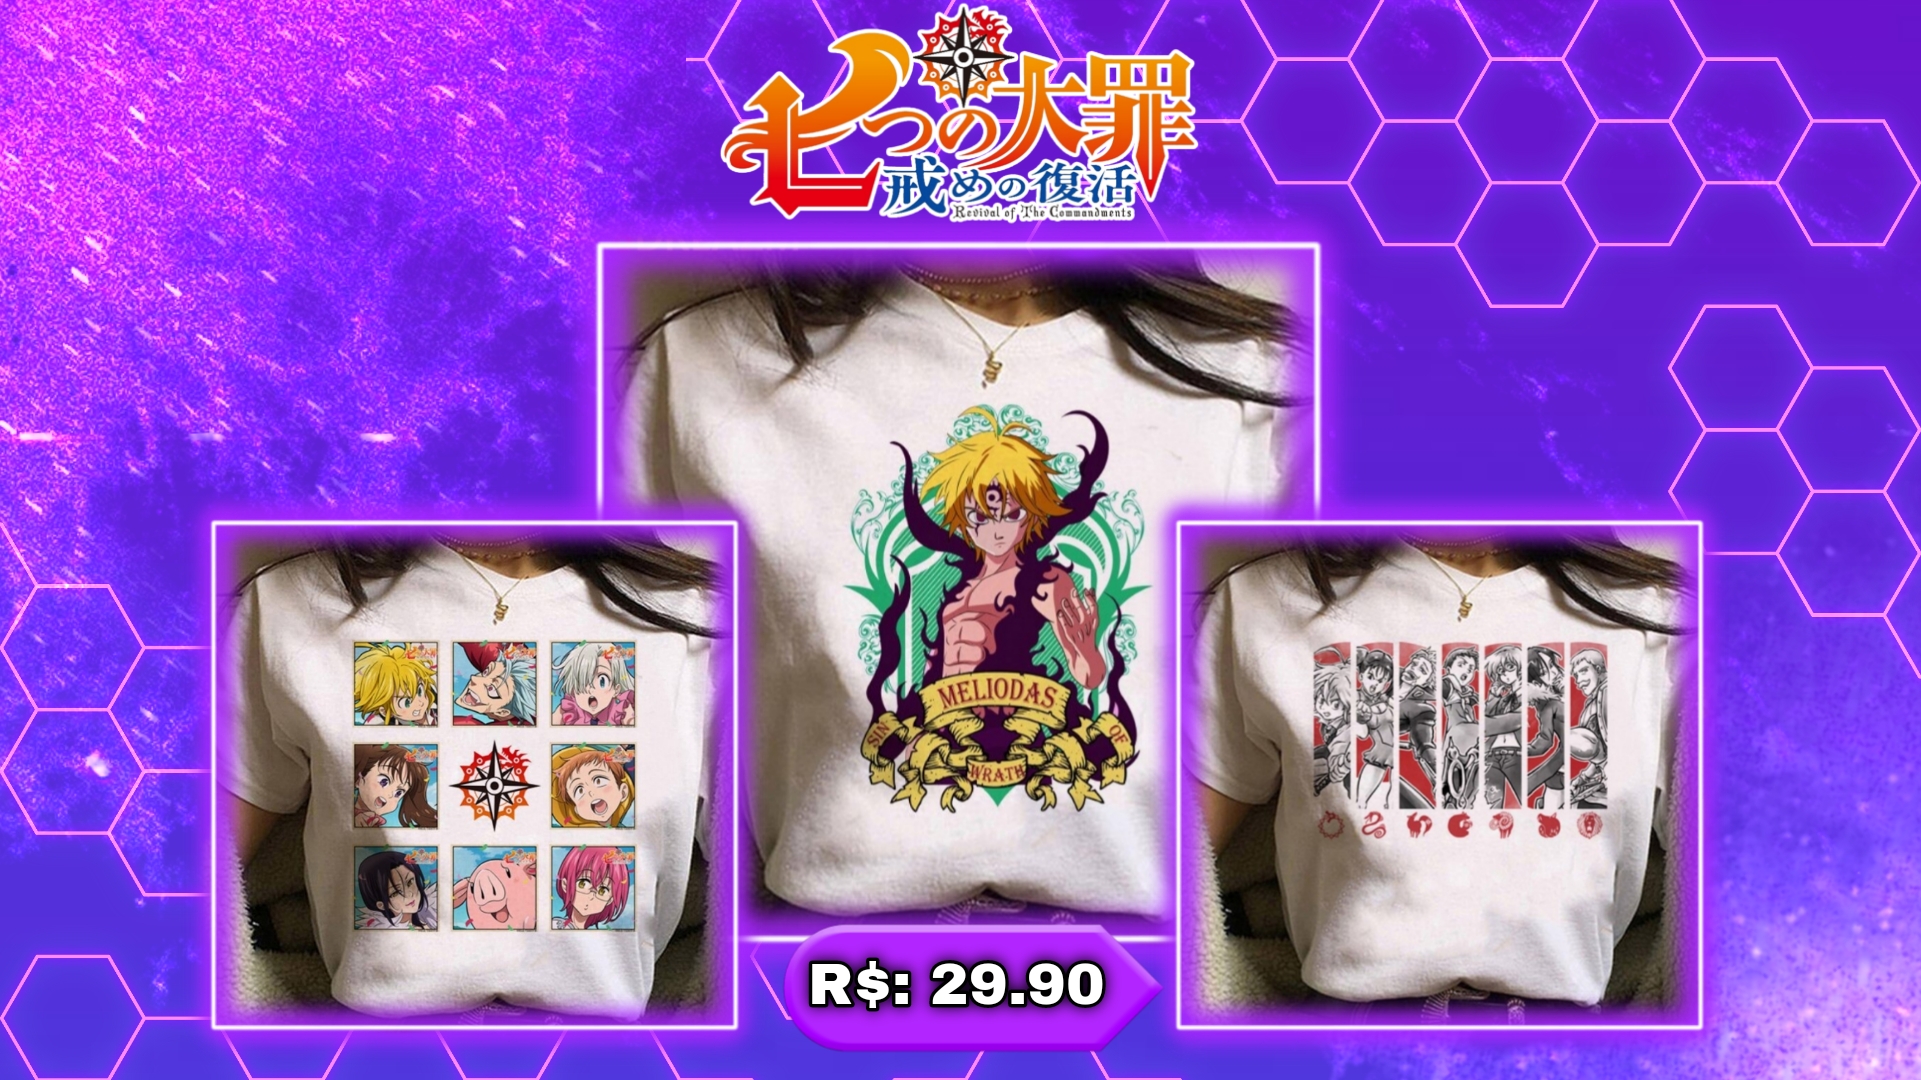 七つの大罪
戒めの復活
Revival of The Commandments
MELIODAS
SIN OF
WRATH
R$: 29.90